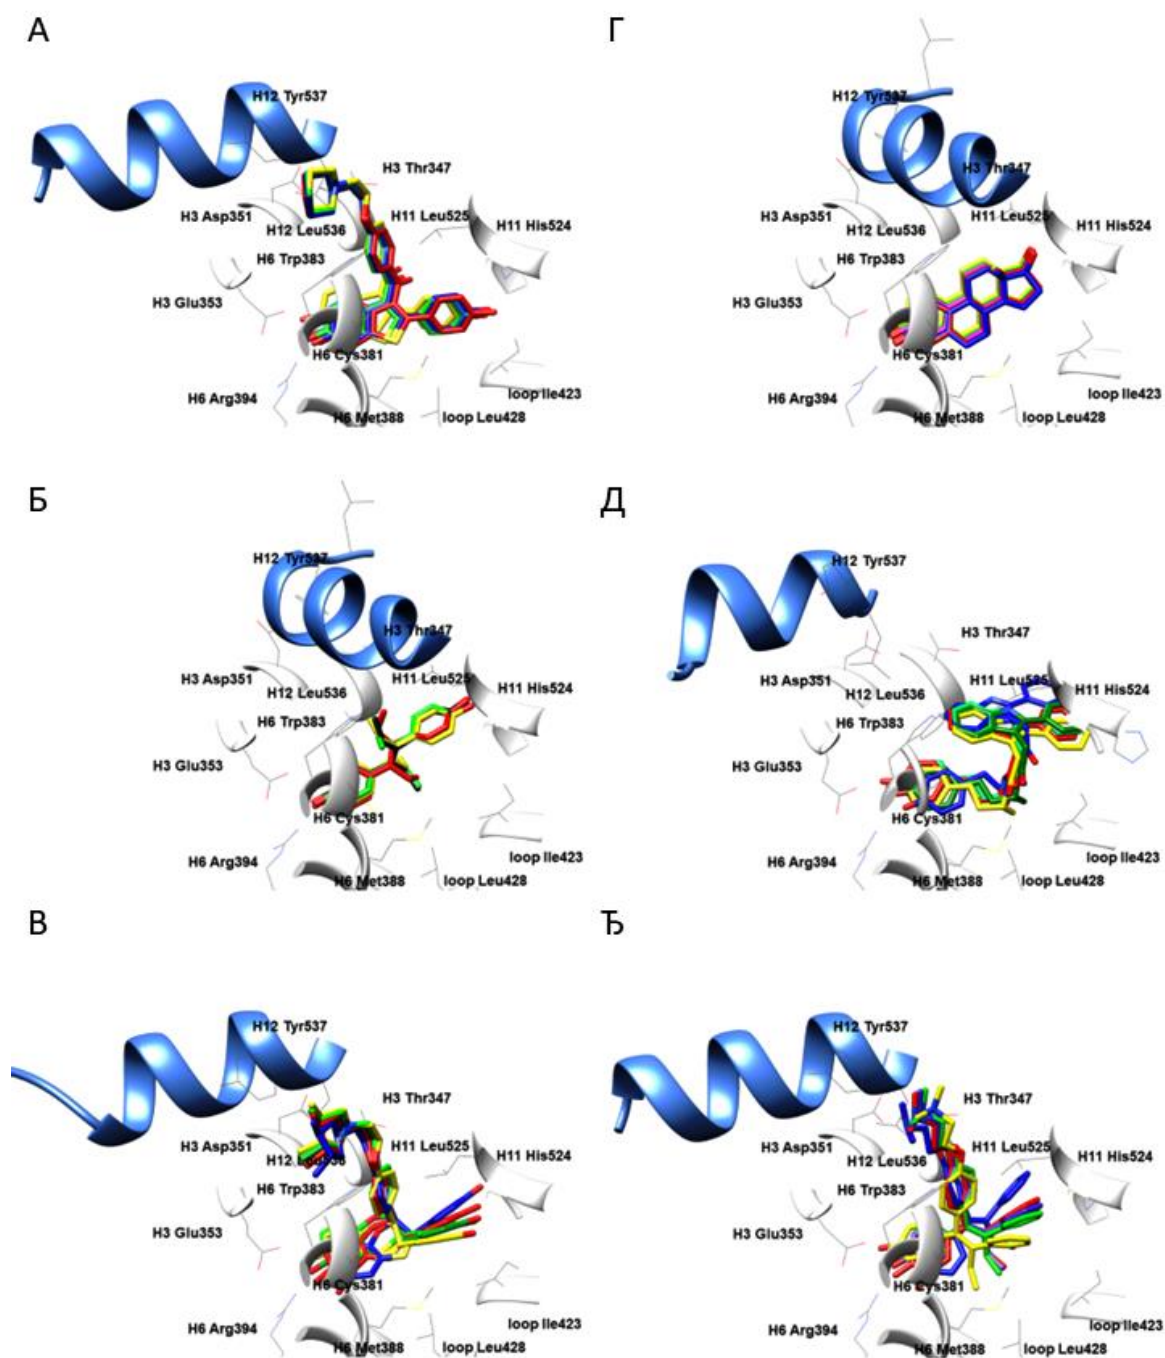 А
H12 Tyr537
H3 Thr347
H3 Asp351
H11 Leu525
H12 Leu536
H11 His524
H6 Trp383
H3 Glu353
H6 Cys381
H6 Arg394
loop Ile423
H6 Met388
loop Leu428
Г
H12 Tyr537
H3 Thr347
H3 Asp351
H11 Leu525
H12 Leu536
H11 His524
H6 Trp383
H3 Glu353
H6 Cys381
H6 Arg394
loop Ile423
H6 Met388
loop Leu428
Б
H12 Tyr537
H3 Thr347
H3 Asp351
H11 Leu525
H12 Leu536
H11 His524
H6 Trp383
H3 Glu353
H6 Cys381
H6 Arg394
loop Ile423
H6 Met388
loop Leu428
Д
H12 Tyr537
H3 Thr347
H3 Asp351
H11 Leu525
H12 Leu536
H11 His524
H6 Trp383
H3 Glu353
H6 Cys381
H6 Arg394
loop Ile423
H6 Met388
loop Leu428
В
H12 Tyr537
H3 Thr347
H3 Asp351
H11 Leu525
H12 Leu536
H11 His524
H6 Trp383
H3 Glu353
H6 Cys381
H6 Arg394
loop Ile423
H6 Met388
loop Leu428
Ђ
H12 Tyr537
H3 Thr347
H3 Asp351
H11 Leu525
H12 Leu536
H11 His524
H6 Trp383
H3 Glu353
H6 Cys381
H6 Arg394
loop Ile423
H6 Met388
loop Leu428